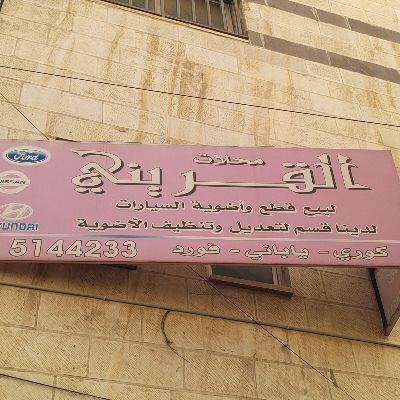 محلات
القريني
لبيع قطع وأضوية السيارات
لدينا قسم لتعديل وتنظيف الأضوية
كوري - ياباني - فورد
5144233
Ford
NISSAN
HYUNDAI